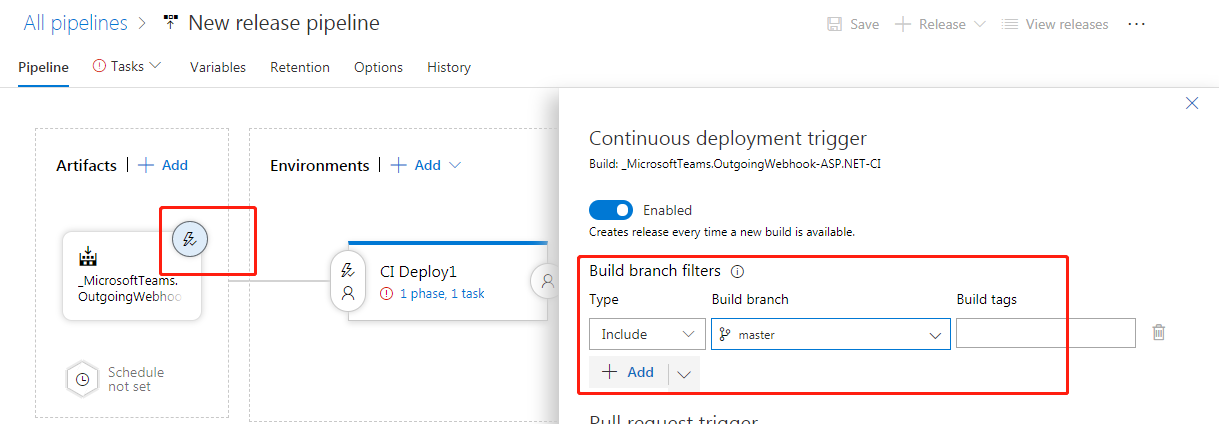 All pipelines > New release pipeline
Save + Release View releases ...
Pipeline Tasks Variables Retention Options History
Artifacts + Add
Environments + Add
_MicrosoftTeams.
OutgoingWebhoo
Schedule
not set
CI Deploy1
1 phase, 1 task
Continuous deployment trigger
Build: _MicrosoftTeams.OutgoingWebhook-ASP.NET-CI
Enabled
Creates release every time a new build is available.
Build branch filters
Type Build branch Build tags
Include master
+ Add
Pull request trigger